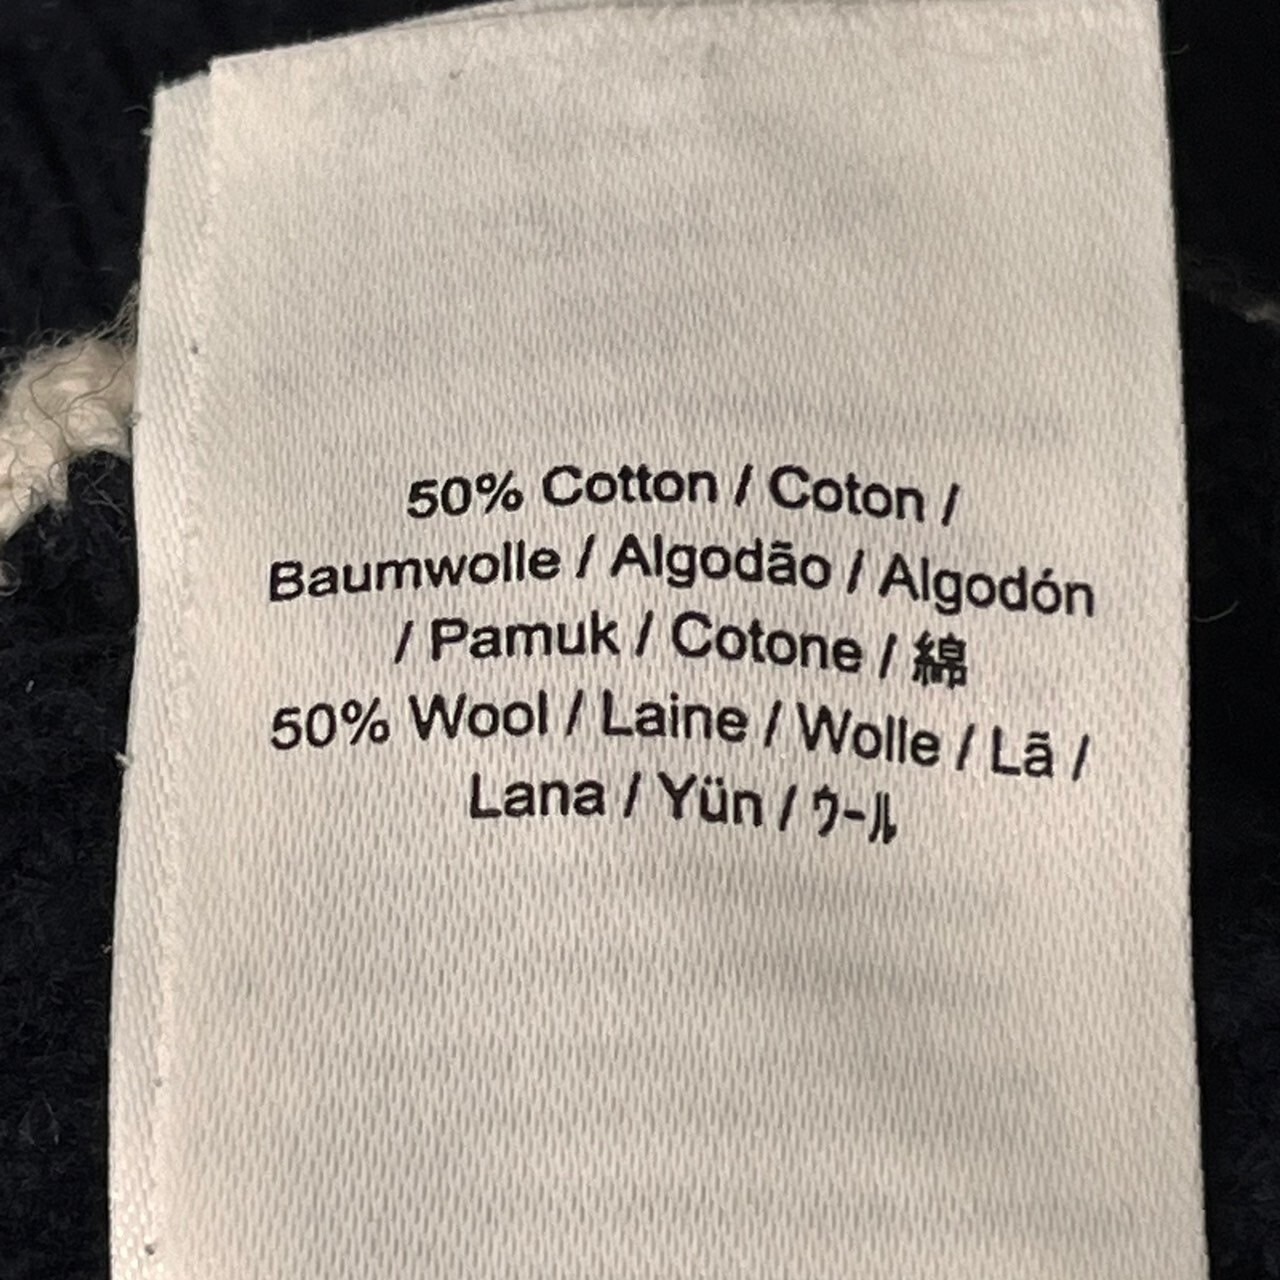 50% Cotton / Coton /
Baumwolle / Algodão / Algodón
/ Pamuk / Cotone / 綿
50% Wool / Laine / Wolle / Lã /
Lana / Yün / ウール